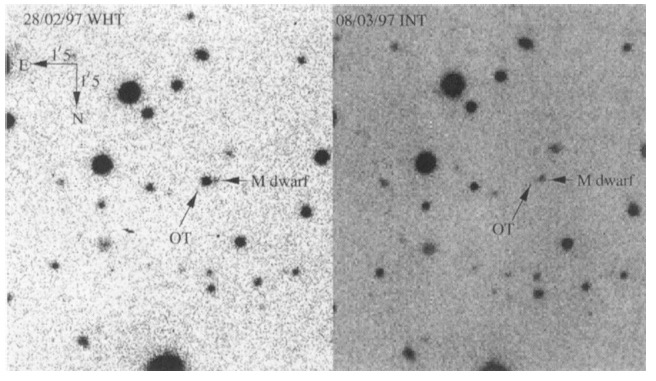 28/02/97 WHT
E 1'5
1'5
N
M dwarf
OT
08/03/97 INT
M dwarf
OT